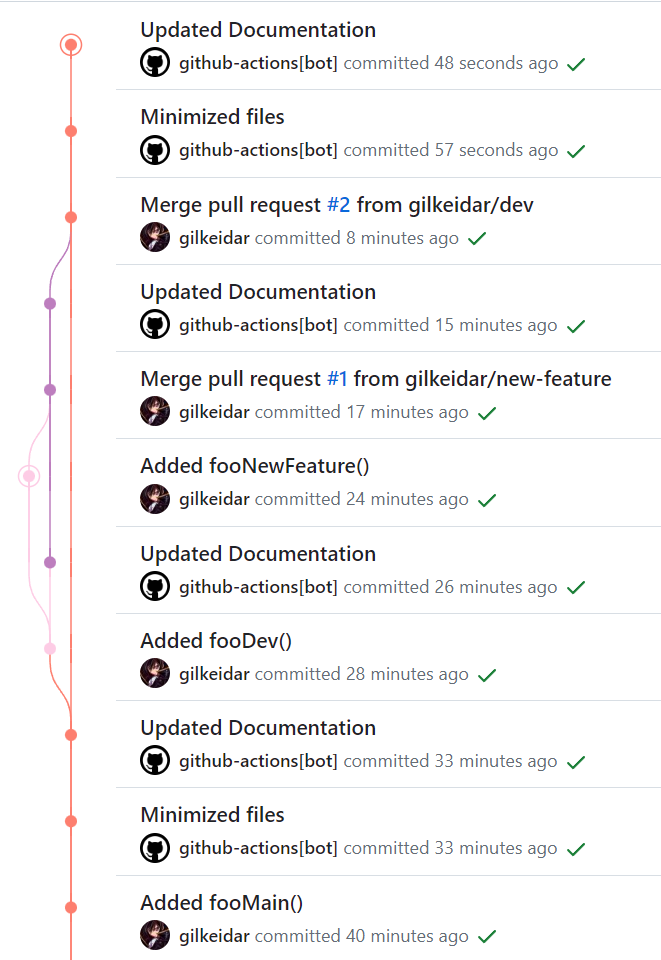 Updated Documentation
github-actions[bot] committed 48 seconds ago
Minimized files
github-actions[bot] committed 57 seconds ago
Merge pull request #2 from gilkeidar/dev
gilkeidar committed 8 minutes ago
Updated Documentation
github-actions[bot] committed 15 minutes ago
Merge pull request #1 from gilkeidar/new-feature
gilkeidar committed 17 minutes ago
Added fooNewFeature()
gilkeidar committed 24 minutes ago
Updated Documentation
github-actions[bot] committed 26 minutes ago
Added fooDev()
gilkeidar committed 28 minutes ago
Updated Documentation
github-actions[bot] committed 33 minutes ago
Minimized files
github-actions[bot] committed 33 minutes ago
Added fooMain()
gilkeidar committed 40 minutes ago